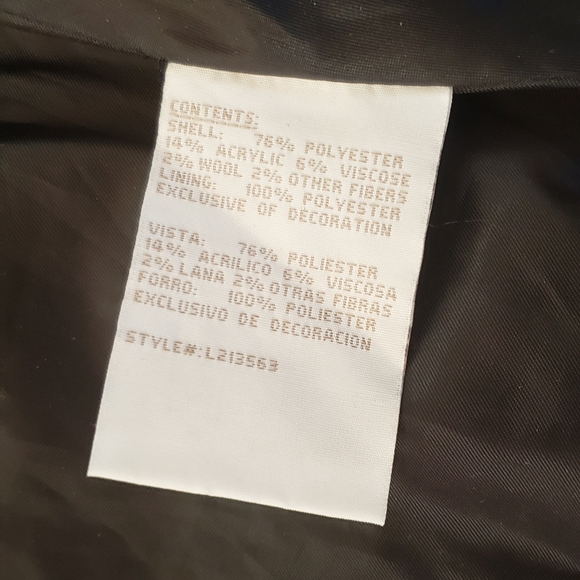 CONTENTS:
SHELL: 76% POLYESTER
14% ACRYLIC 6% VISCOSE
2% WOOL 2% OTHER FIBERS
LINING: 100% POLYESTER
EXCLUSIVE OF DECORATION
VISTA: 76% POLIESTER
14% ACRILICO 6% VISCOSA
2% LANA 2% OTRAS FIBRAS
FORRO: 100% POLIESTER
EXCLUSIVO DE DECORACION
STYLE#:L213563